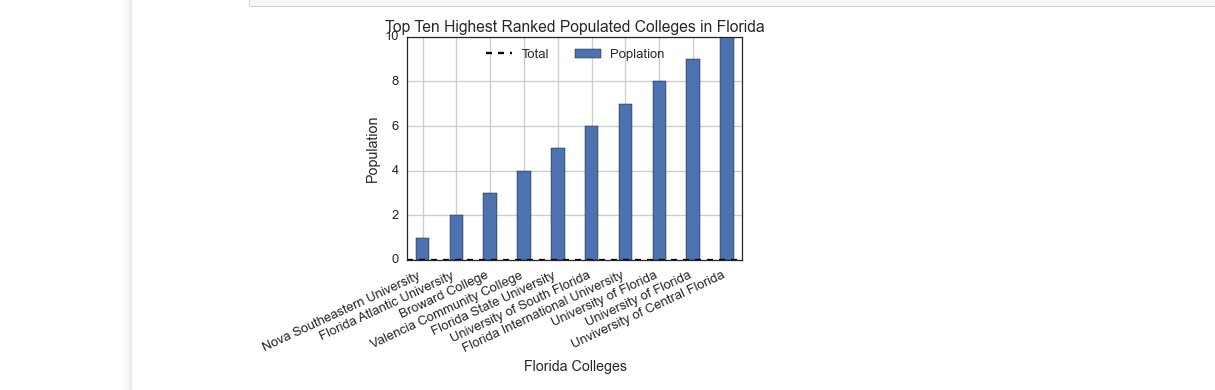 Top Ten Highest Ranked Populated Colleges in Florida
10
Total
Poplation
8
6
4
2
0
Population
Nova Southeastern University
Florida Atlantic University
Broward College
Valencia Community College
Florida State University
University of South Florida
Florida International University
University of Florida
University of Florida
Unviversity of Central Florida
Florida Colleges